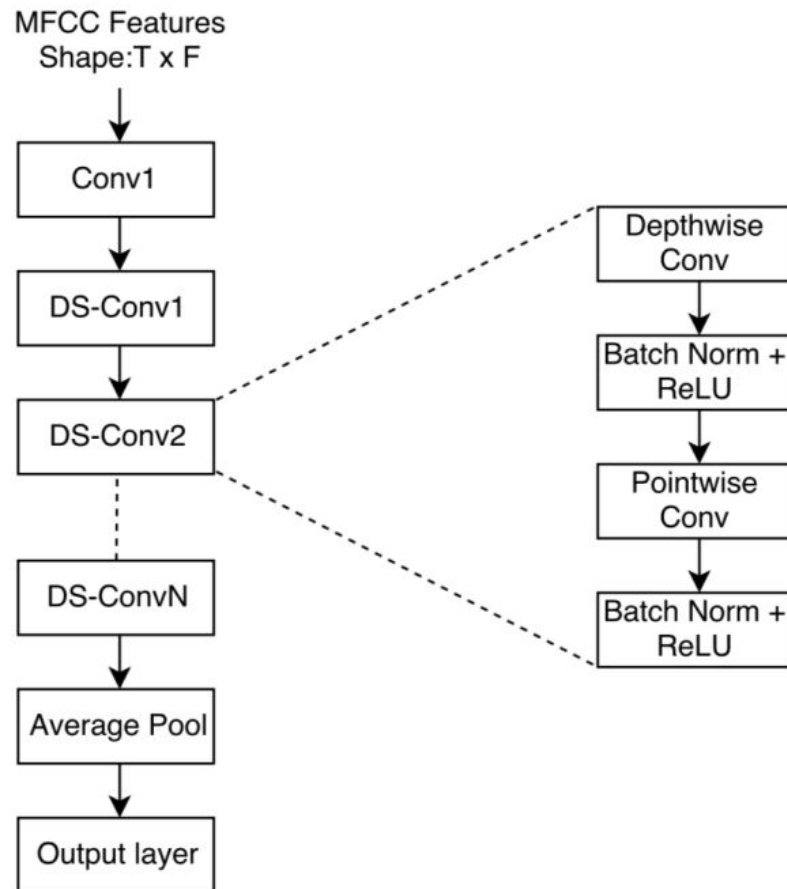 MFCC Features
Shape:T x F
Conv1
DS-Conv1
DS-Conv2
DS-ConvN
Average Pool
Output layer
Depthwise
Conv
Batch Norm +
ReLU
Pointwise
Conv
Batch Norm +
ReLU